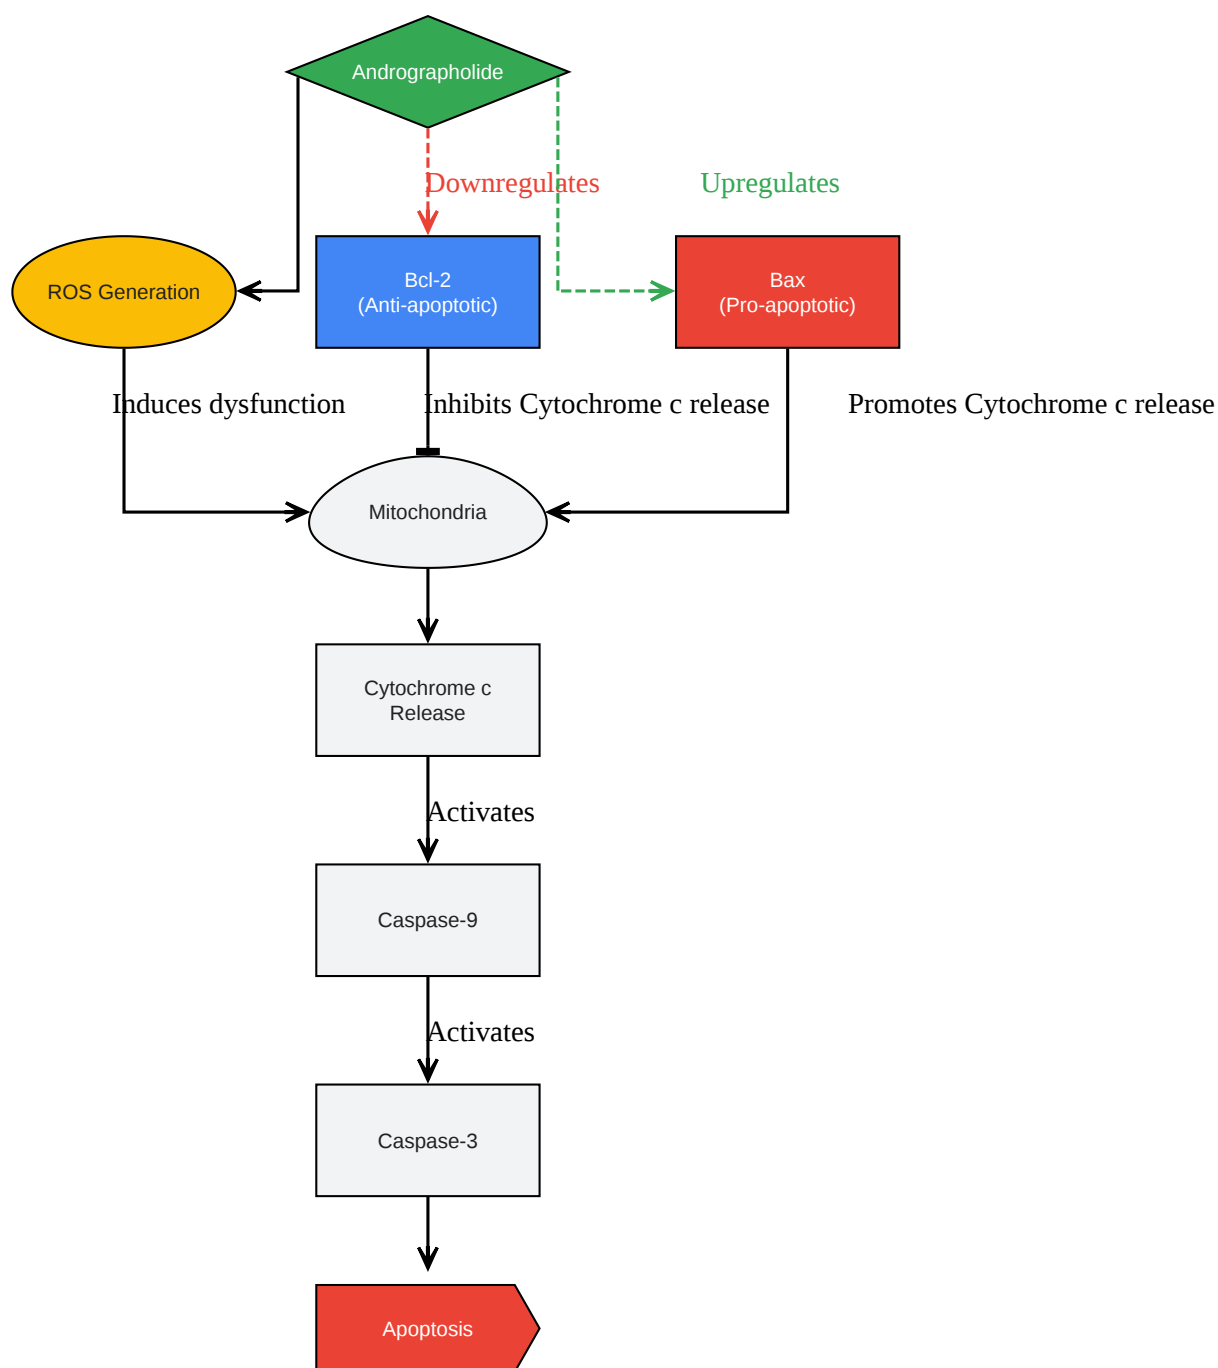 Andrographolide
Downregulates
Upregulates
ROS Generation
Bcl-2
(Anti-apoptotic)
Bax
(Pro-apoptotic)
Induces dysfunction
Inhibits Cytochrome c release
Promotes Cytochrome c release
Mitochondria
Cytochrome c
Release
Activates
Caspase-9
Activates
Caspase-3
Apoptosis